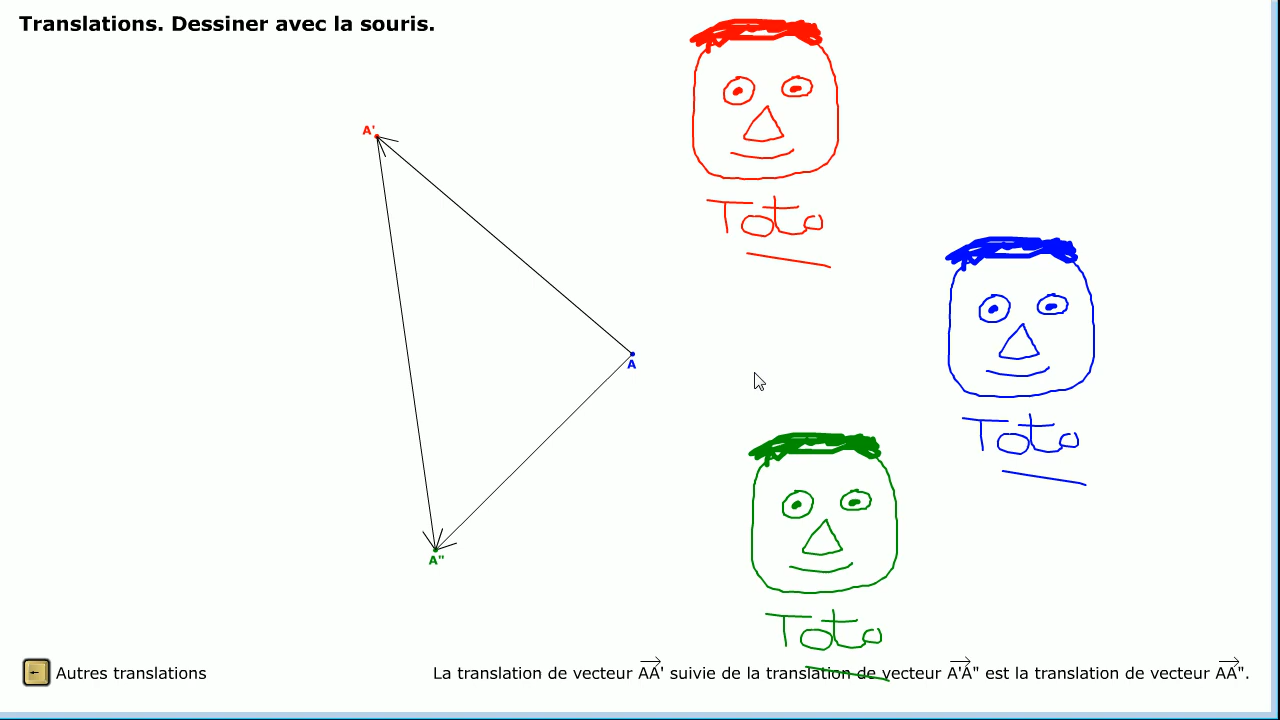 Translations. Dessiner avec la souris.
A'
A
A"
Toto
Toto
Toto
Autres translations
La translation de vecteur AA' suivie de la translation de vecteur A'A" est la translation de vecteur AA".